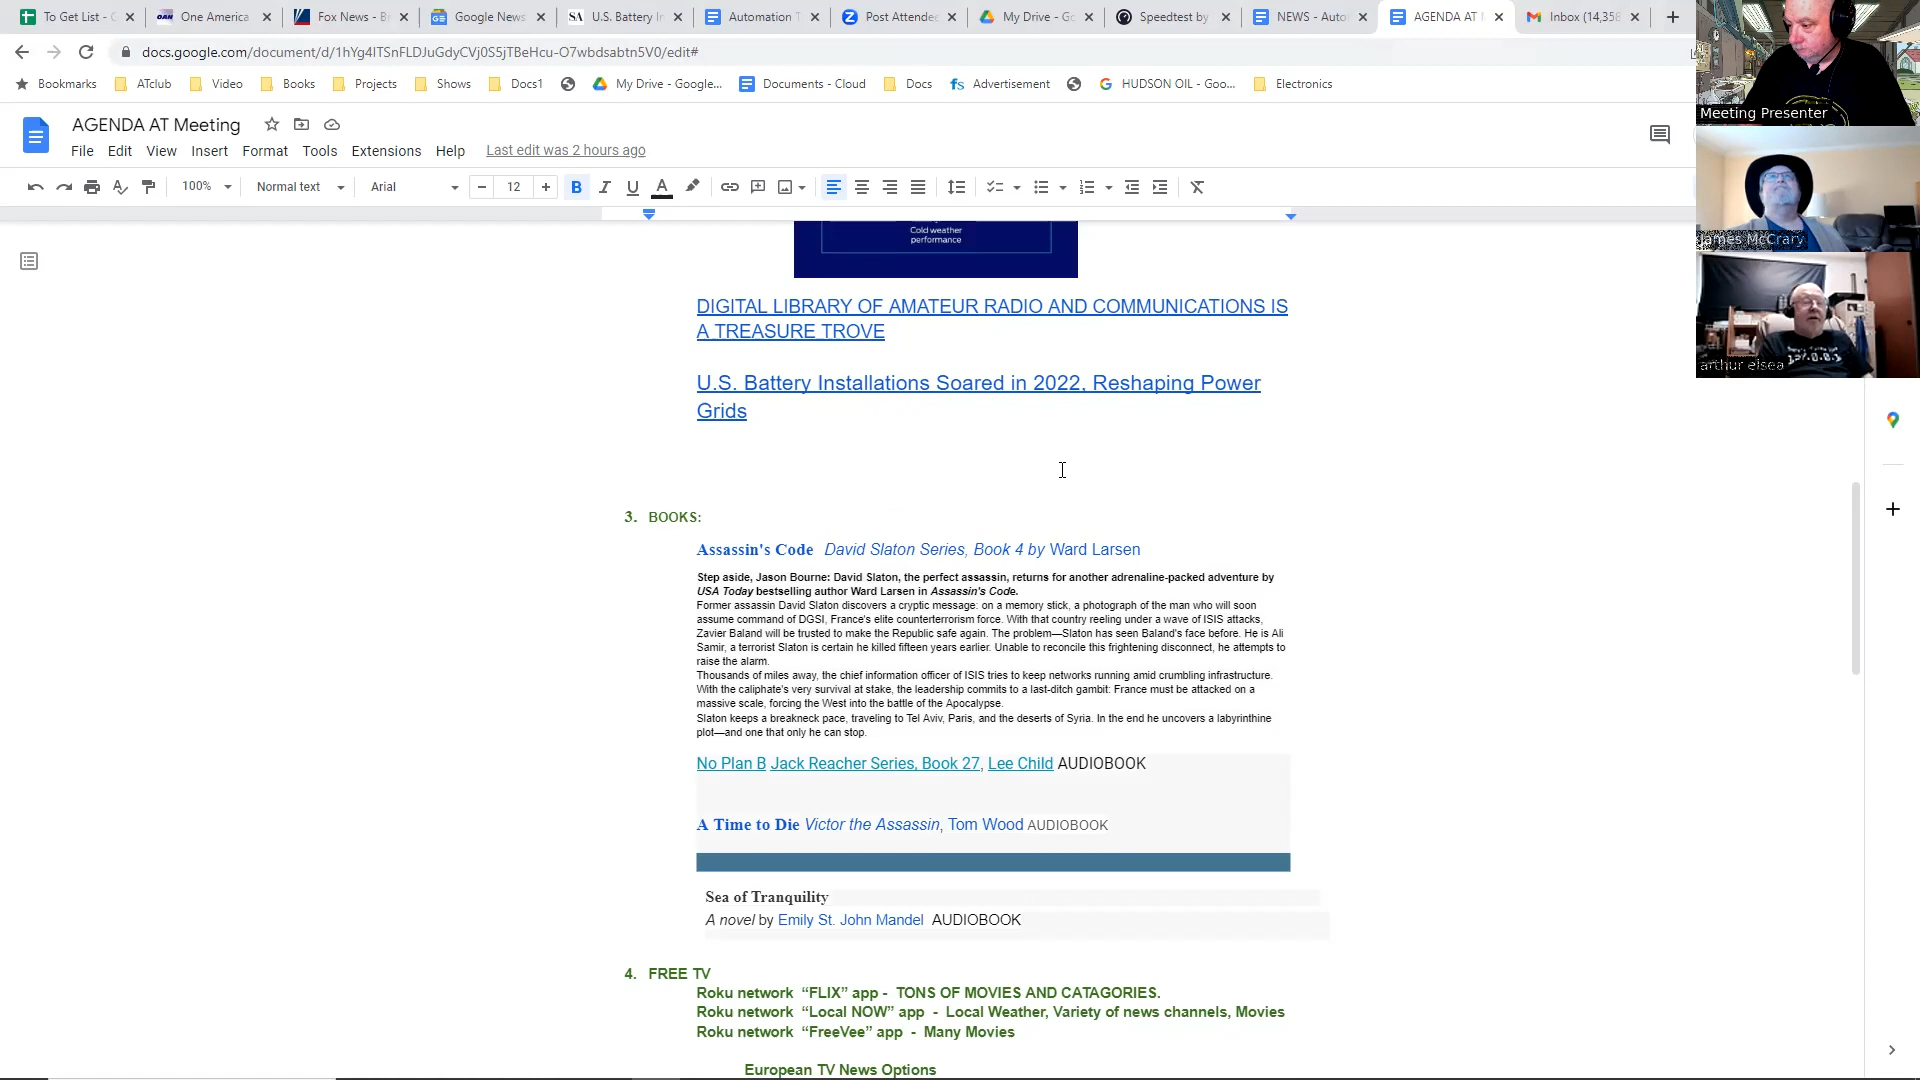 To Get List - G
One America
Fox News - Br
Google News
U.S. Battery In
Automation T
Post Attendee
My Drive - Go
Speedtest by
NEWS - Auto
AGENDA AT
Inbox (14,358
docs.google.com/document/d/1hYg4ITSnFLDJuGdyCVj0S5jTBeHcu-O7wbdsabtn5V0/edit#
Bookmarks
ATclub
Video
Books
Projects
Shows
Docs1
My Drive - Google...
Documents - Cloud
Docs
Advertisement
HUDSON OIL - Goo...
Electronics
AGENDA AT Meeting
File Edit View Insert Format Tools Extensions Help Last edit was 2 hours ago
100% Normal text Arial 12
Cold weather
performance
DIGITAL LIBRARY OF AMATEUR RADIO AND COMMUNICATIONS IS
A TREASURE TROVE
U.S. Battery Installations Soared in 2022, Reshaping Power
Grids
3. BOOKS:
Assassin's Code David Slaton Series, Book 4 by Ward Larsen
Step aside, Jason Bourne: David Slaton, the perfect assassin, returns for another adrenaline-packed adventure by
USA Today bestselling author Ward Larsen in Assassin's Code.
Former assassin David Slaton discovers a cryptic message: on a memory stick, a photograph of the man who will soon
assume command of DGSI, France's elite counterterrorism force. With that country reeling under a wave of ISIS attacks,
Zavier Baland will be trusted to make the Republic safe again. The problem—Slaton has seen Baland's face before. He is Ali
Samir, a terrorist Slaton is certain he killed fifteen years earlier. Unable to reconcile this frightening disconnect, he attempts to
raise the alarm.
Thousands of miles away, the chief information officer of ISIS tries to keep networks running amid crumbling infrastructure.
With the caliphate's very survival at stake, the leadership commits to a last-ditch gambit: France must be attacked on a
massive scale, forcing the West into the battle of the Apocalypse.
Slaton keeps a breakneck pace, traveling to Tel Aviv, Paris, and the deserts of Syria. In the end he uncovers a labyrinthine
plot—and one that only he can stop.
No Plan B Jack Reacher Series, Book 27, Lee Child AUDIOBOOK
A Time to Die Victor the Assassin, Tom Wood AUDIOBOOK
Sea of Tranquility
A novel by Emily St. John Mandel AUDIOBOOK
4. FREE TV
Roku network “FLIX” app - TONS OF MOVIES AND CATAGORIES.
Roku network “Local NOW” app - Local Weather, Variety of news channels, Movies
Roku network “FreeVee” app - Many Movies
European TV News Options
Meeting Presenter
James McCrary
arthur elsea